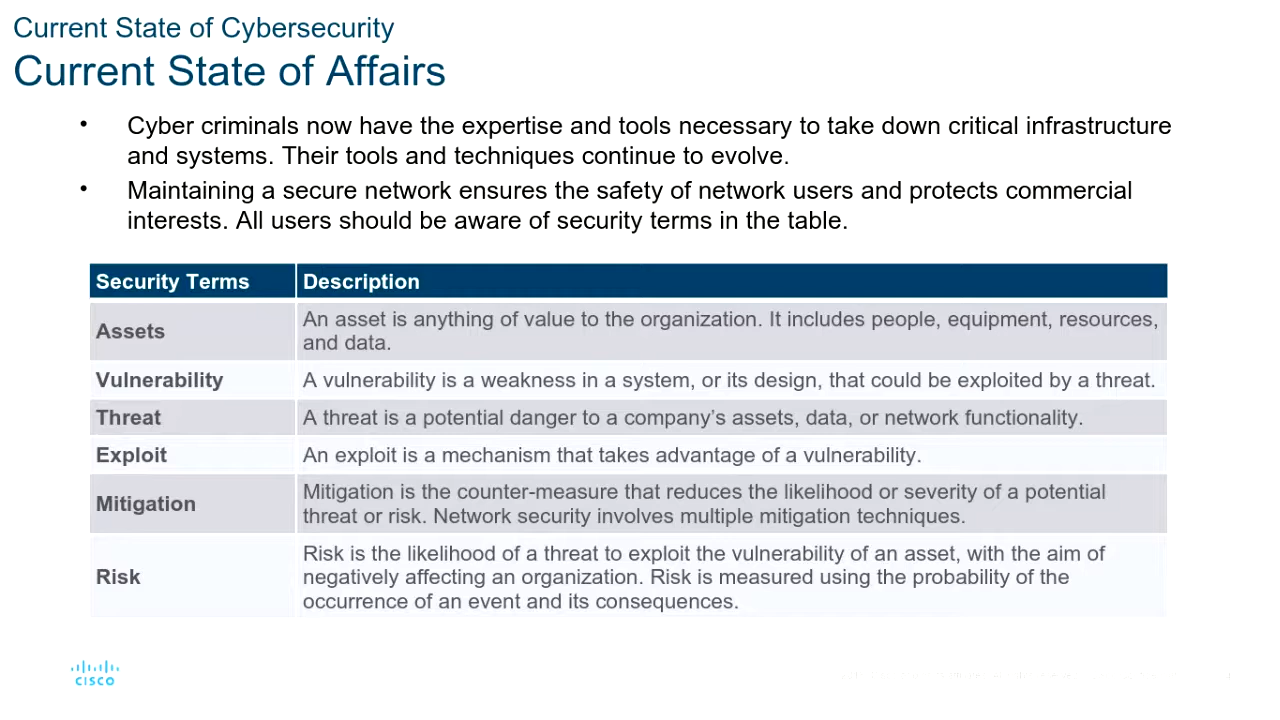 Current State of Cybersecurity
Current State of Affairs
• Cyber criminals now have the expertise and tools necessary to take down critical infrastructure
and systems. Their tools and techniques continue to evolve.
• Maintaining a secure network ensures the safety of network users and protects commercial
interests. All users should be aware of security terms in the table.
Security Terms Description
Assets An asset is anything of value to the organization. It includes people, equipment, resources,
and data.
Vulnerability A vulnerability is a weakness in a system, or its design, that could be exploited by a threat.
Threat A threat is a potential danger to a company’s assets, data, or network functionality.
Exploit An exploit is a mechanism that takes advantage of a vulnerability.
Mitigation Mitigation is the counter-measure that reduces the likelihood or severity of a potential
threat or risk. Network security involves multiple mitigation techniques.
Risk Risk is the likelihood of a threat to exploit the vulnerability of an asset, with the aim of
negatively affecting an organization. Risk is measured using the probability of the
occurrence of an event and its consequences.
CISCO